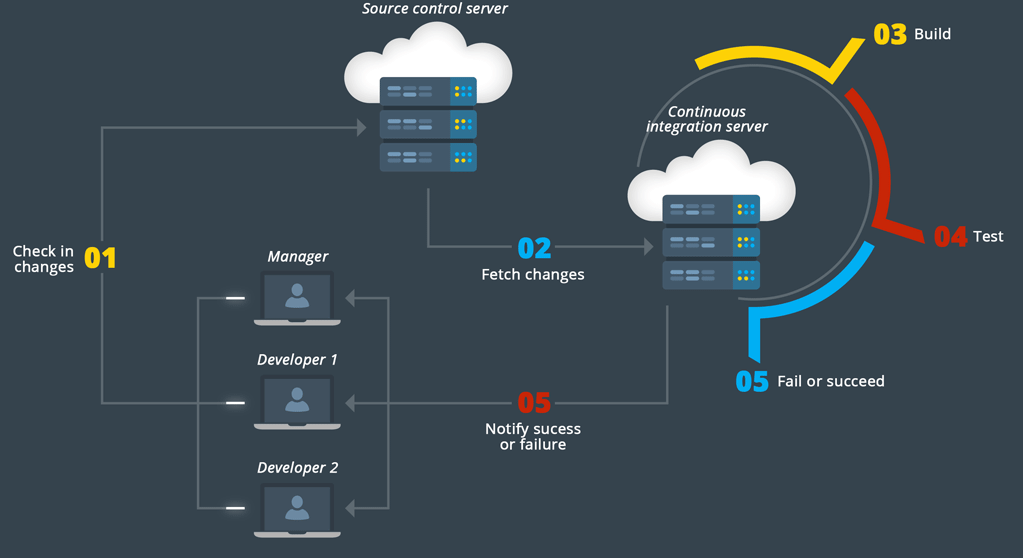 Source control server
03 Build
Continuous
integration server
04 Test
Check in
changes
01
02
Fetch changes
Manager
Developer 1
05 Fail or succeed
05
Notify sucess
or failure
Developer 2